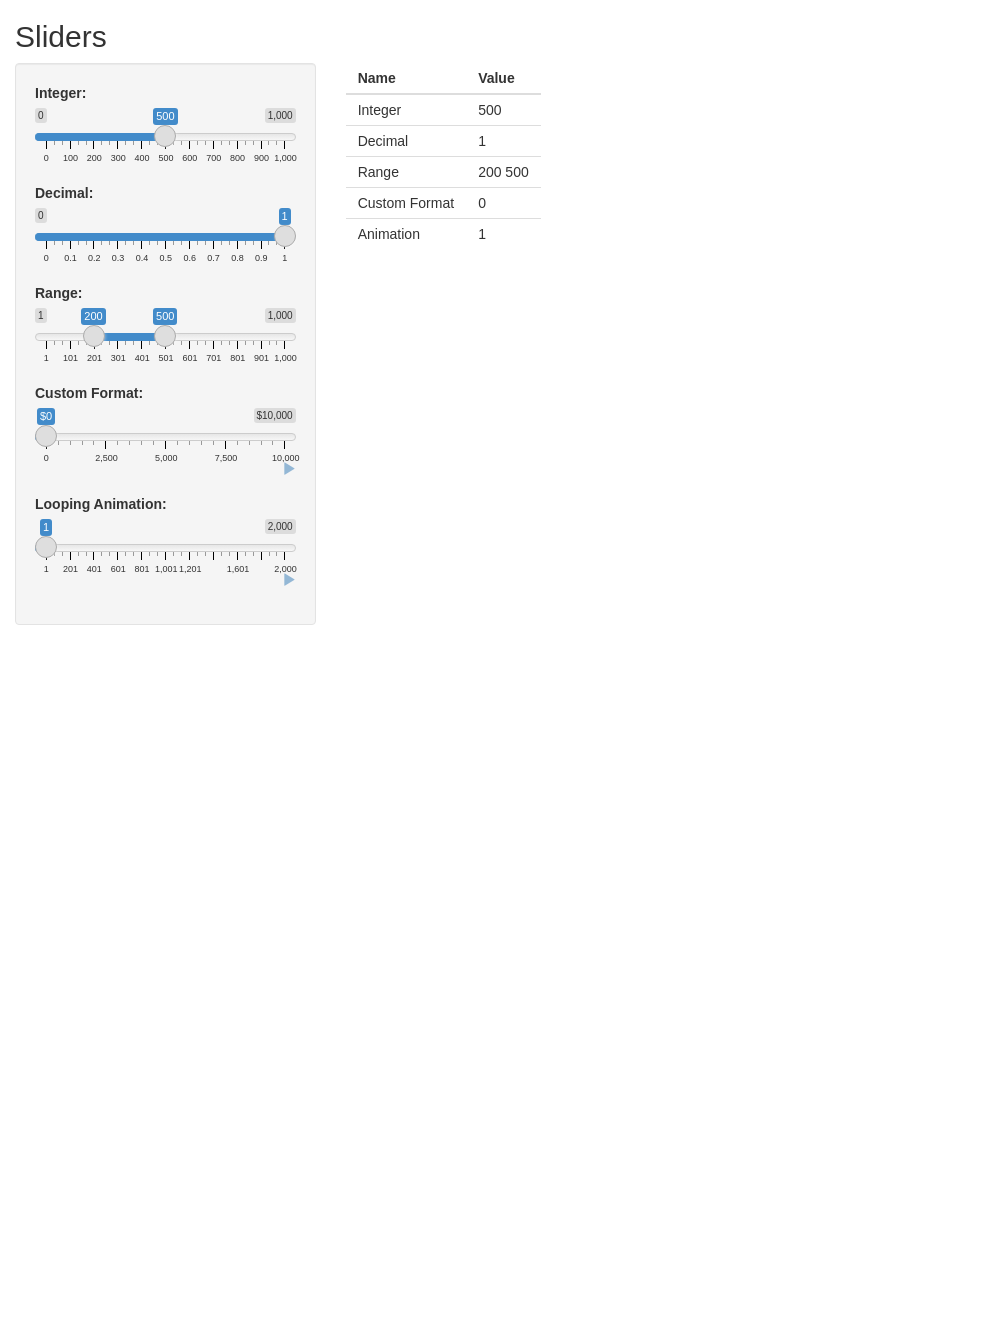 Sliders
Integer:
0 500 1,000
0 100 200 300 400 500 600 700 800 900 1,000
Decimal:
0 1
0 0.1 0.2 0.3 0.4 0.5 0.6 0.7 0.8 0.9 1
Range:
1 200 500 1,000
1 101 201 301 401 501 601 701 801 901 1,000
Custom Format:
$0 $10,000
0 2,500 5,000 7,500 10,000
Looping Animation:
1 2,000
1 201 401 601 801 1,001 1,201 1,601 2,000
Name Value
Integer 500
Decimal 1
Range 200 500
Custom Format 0
Animation 1